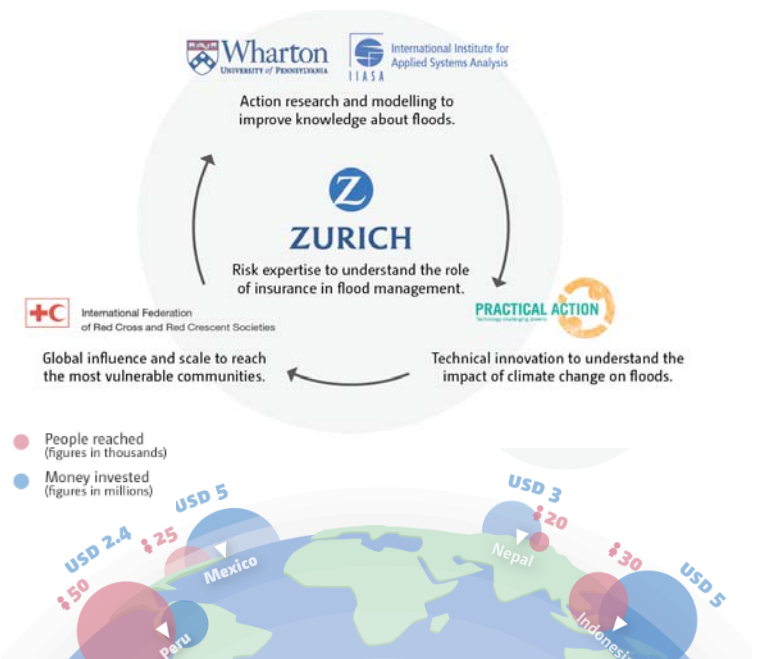 Wharton
UNIVERSITY of PENNSYLVANIA
IIASA
International Institute for
Applied Systems Analysis
Action research and modelling to
improve knowledge about floods.
Z
ZURICH
Risk expertise to understand the role
of insurance in flood management.
International Federation
of Red Cross and Red Crescent Societies
Global influence and scale to reach
the most vulnerable communities.
PRACTICAL ACTION
Technology challenging poverty
Technical innovation to understand the
impact of climate change on floods.
People reached
(figures in thousands)
Money invested
(figures in millions)
USD 5
USD 2.4
25
50
Mexico
Peru
USD 3
20
Nepal
30
USD 5
Indonesia